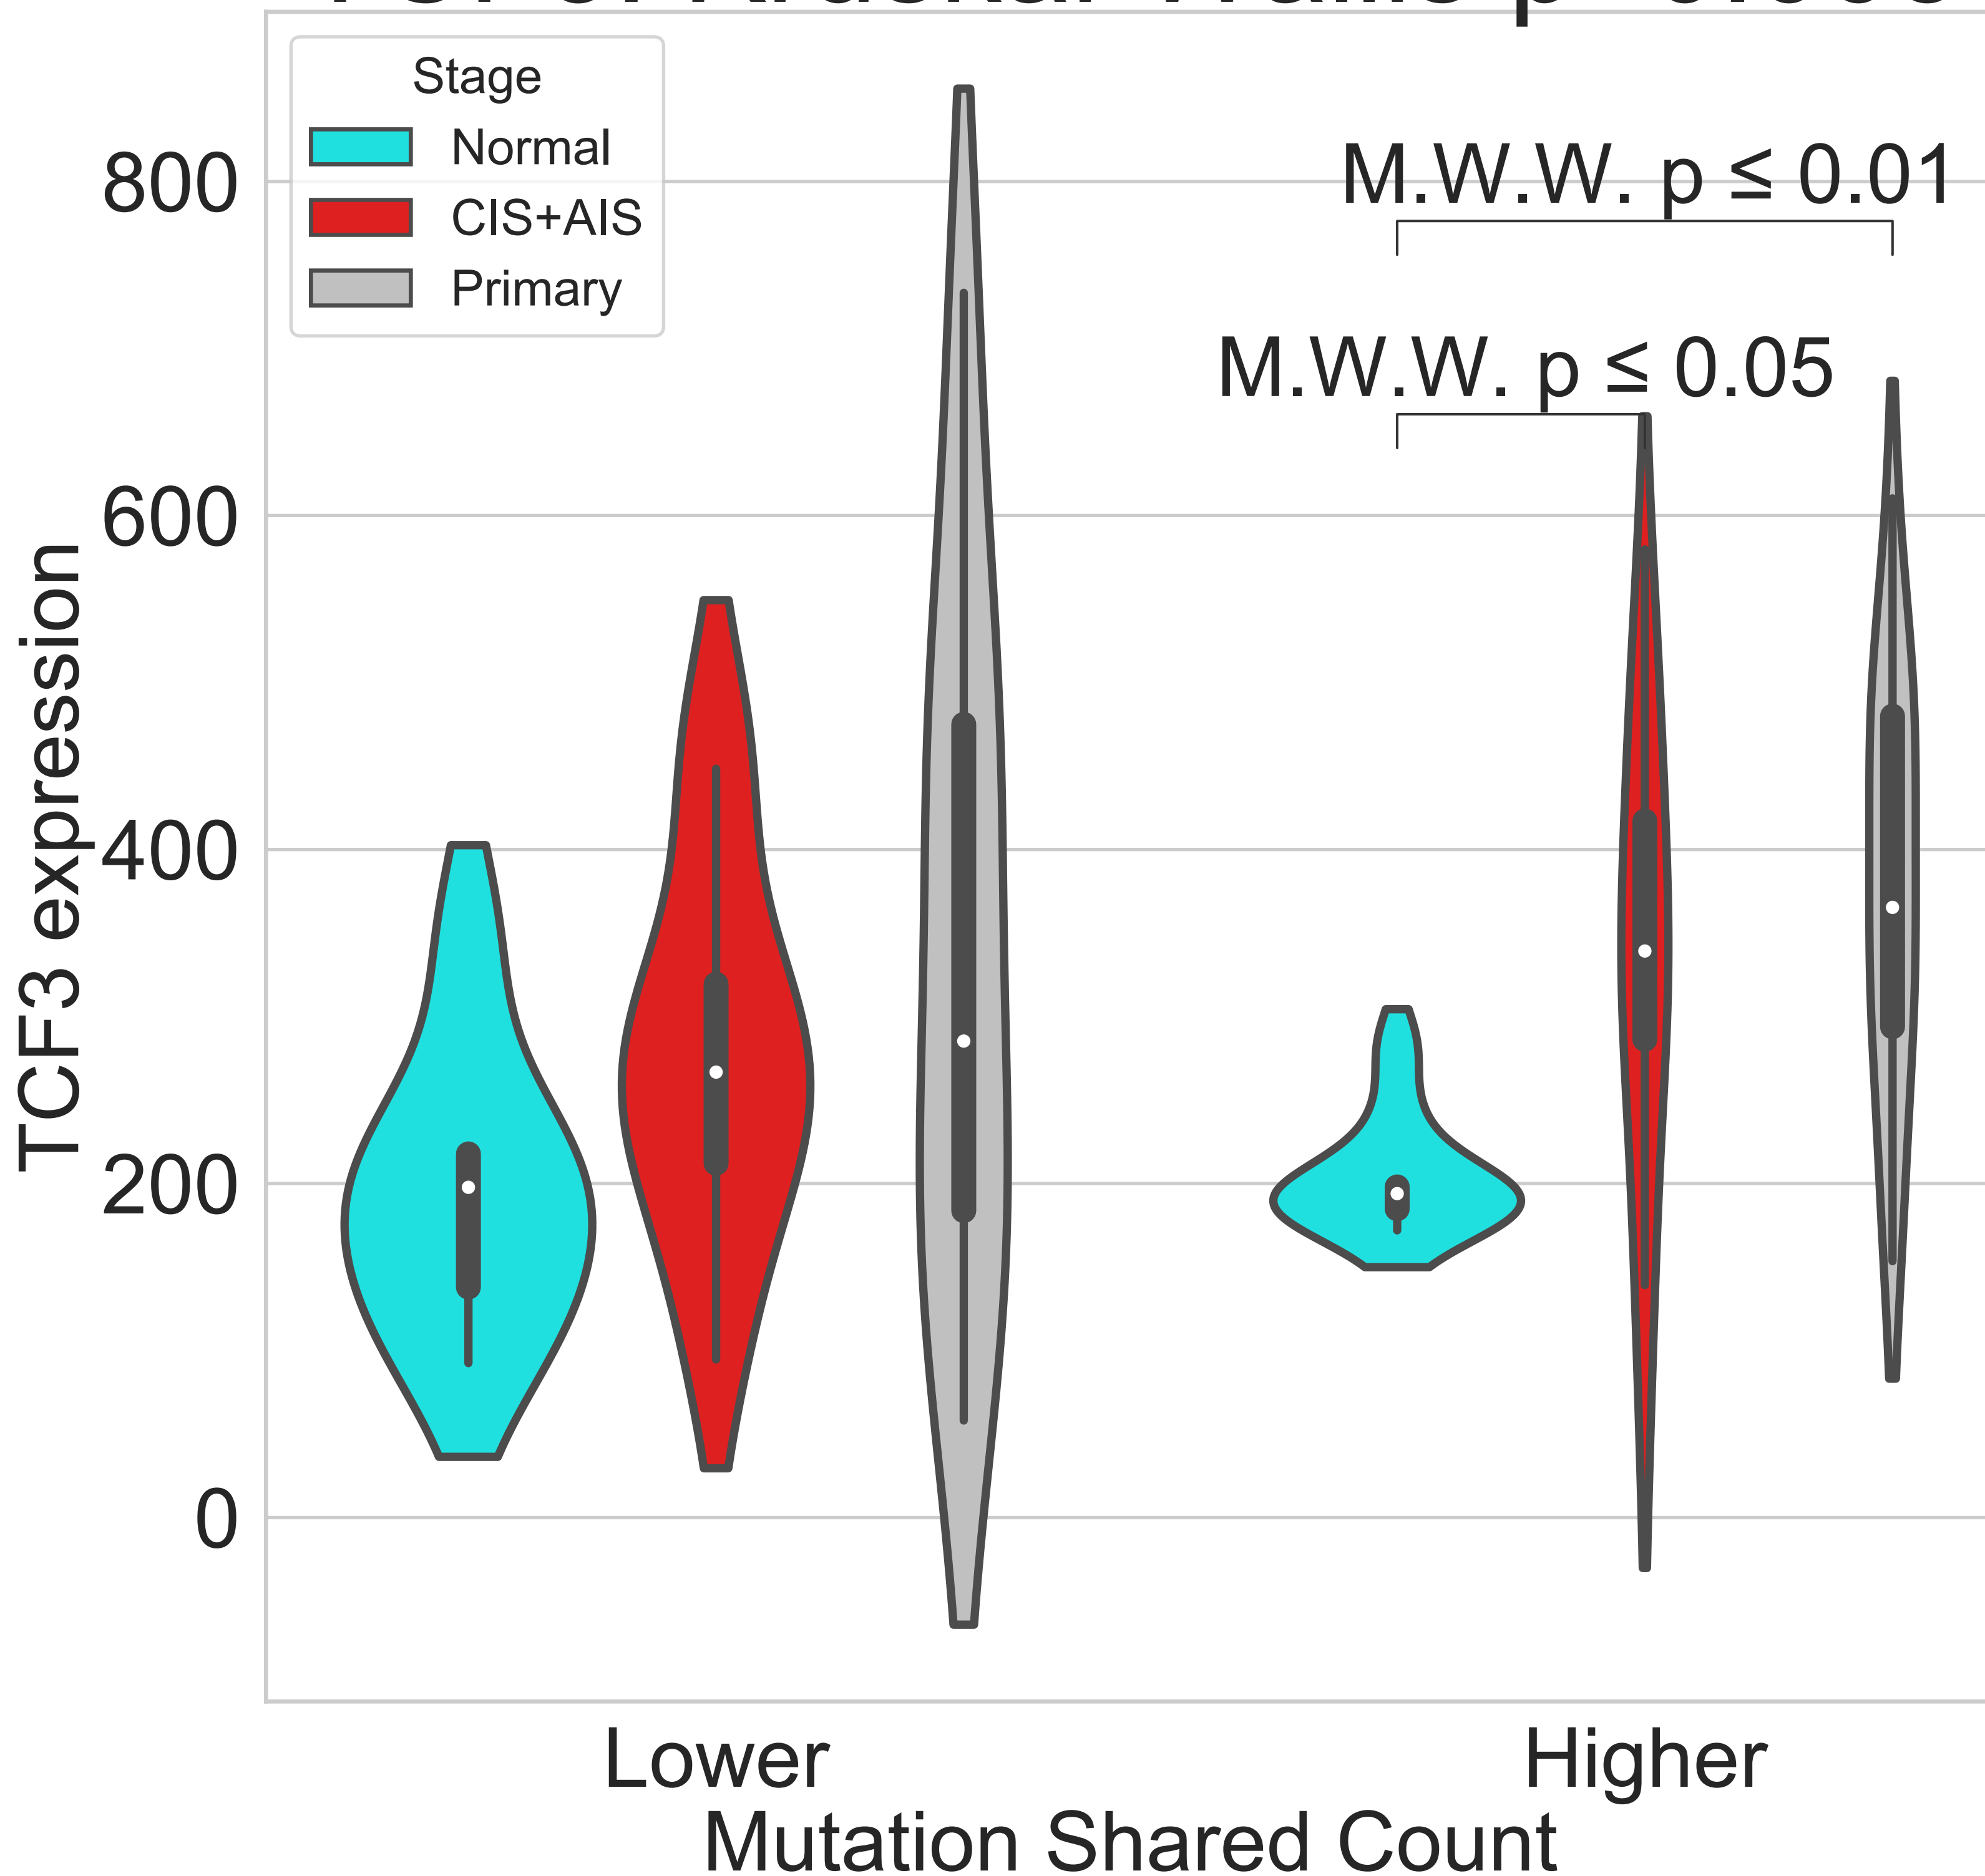 Stage
Normal
CIS+AIS
Primary
M.W.W. p ≤ 0.01
M.W.W. p ≤ 0.05
800
600
400
200
0
TCF3 expression
Lower
Higher
Mutation Shared Count